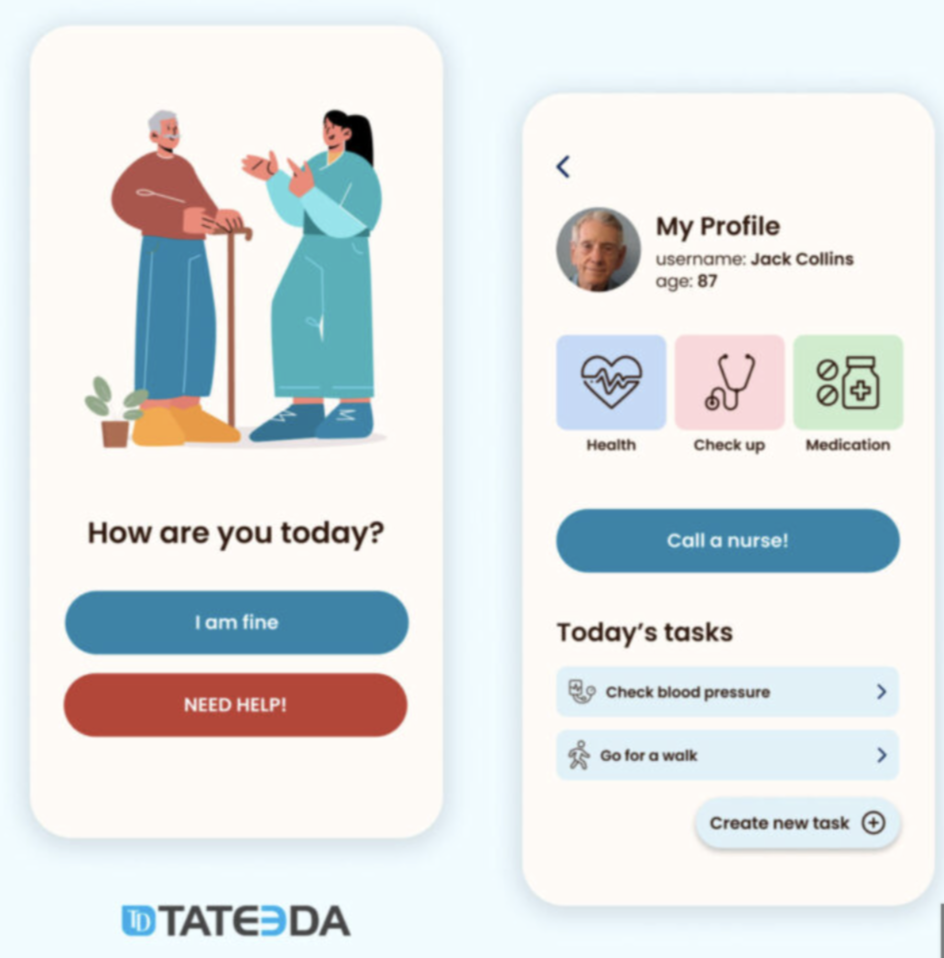 How are you today?
I am fine
NEED HELP!
TD TATEEDA
My Profile
username: Jack Collins
age: 87
Health
Check up
Medication
Call a nurse!
Today's tasks
Check blood pressure
Go for a walk
Create new task